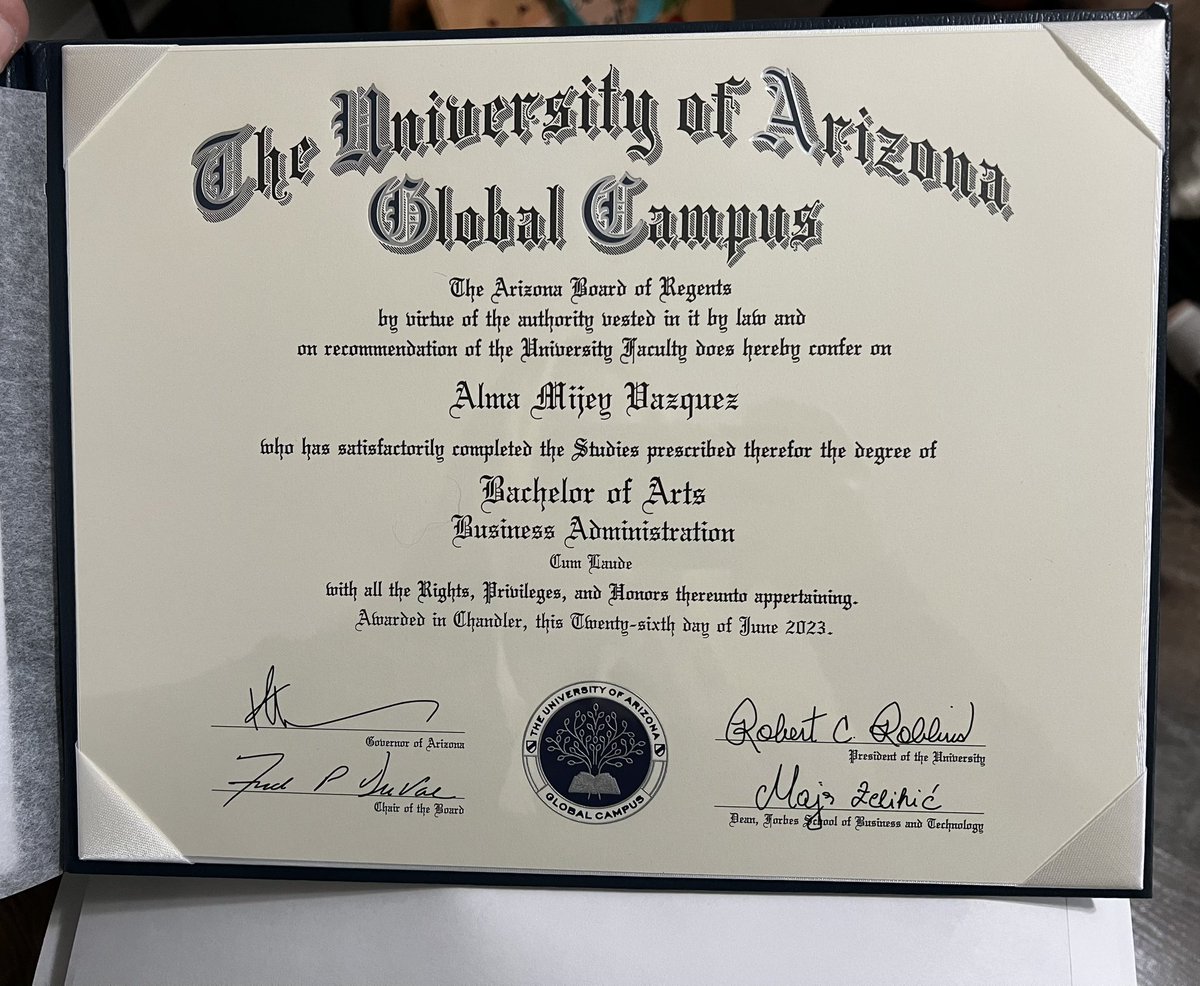 The University of Arizona
Global Campus
The Arizona Board of Regents
by virtue of the authority vested in it by law and
on recommendation of the University Faculty does hereby confer on
Alma Mijey Vazquez
who has satisfactorily completed the Studies prescribed therefor the degree of
Bachelor of Arts
Business Administration
Cum Laude
with all the Rights, Privileges, and Honors thereunto appertaining.
Awarded in Chandler, this Twenty-sixth day of June 2023.
Governor of Arizona
Fred P DuVal
Chair of the Board
THE UNIVERSITY OF ARIZONA
GLOBAL CAMPUS
Robert C. Robbins
President of the University
Maja Zelihić
Dean, Forbes School of Business and Technology